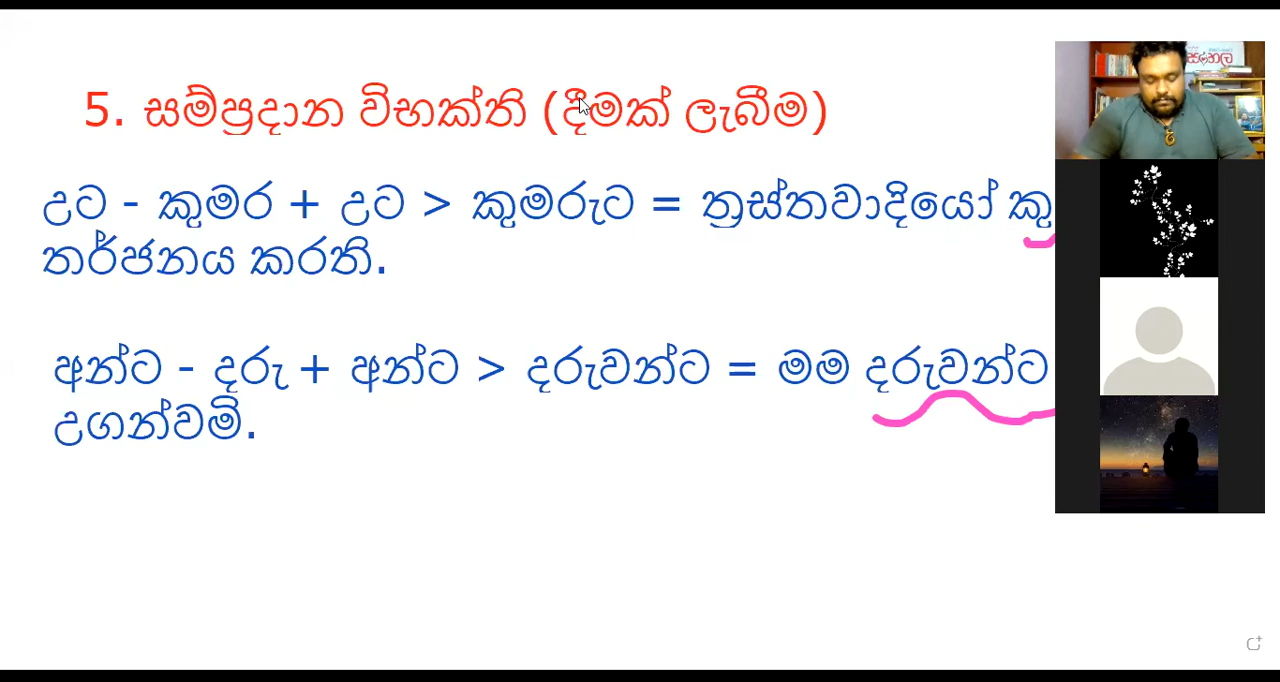 5. සම්ප්‍රදාන විභක්ති (දීමක් ලැබීම)
උට - කුමර + උට > කුමරුට = ත්‍රස්තවාදියෝ කු
තර්ජනය කරති.
අන්ට - දරු + අන්ට > දරුවන්ට = මම දරුවන්ට
උගන්වමි.